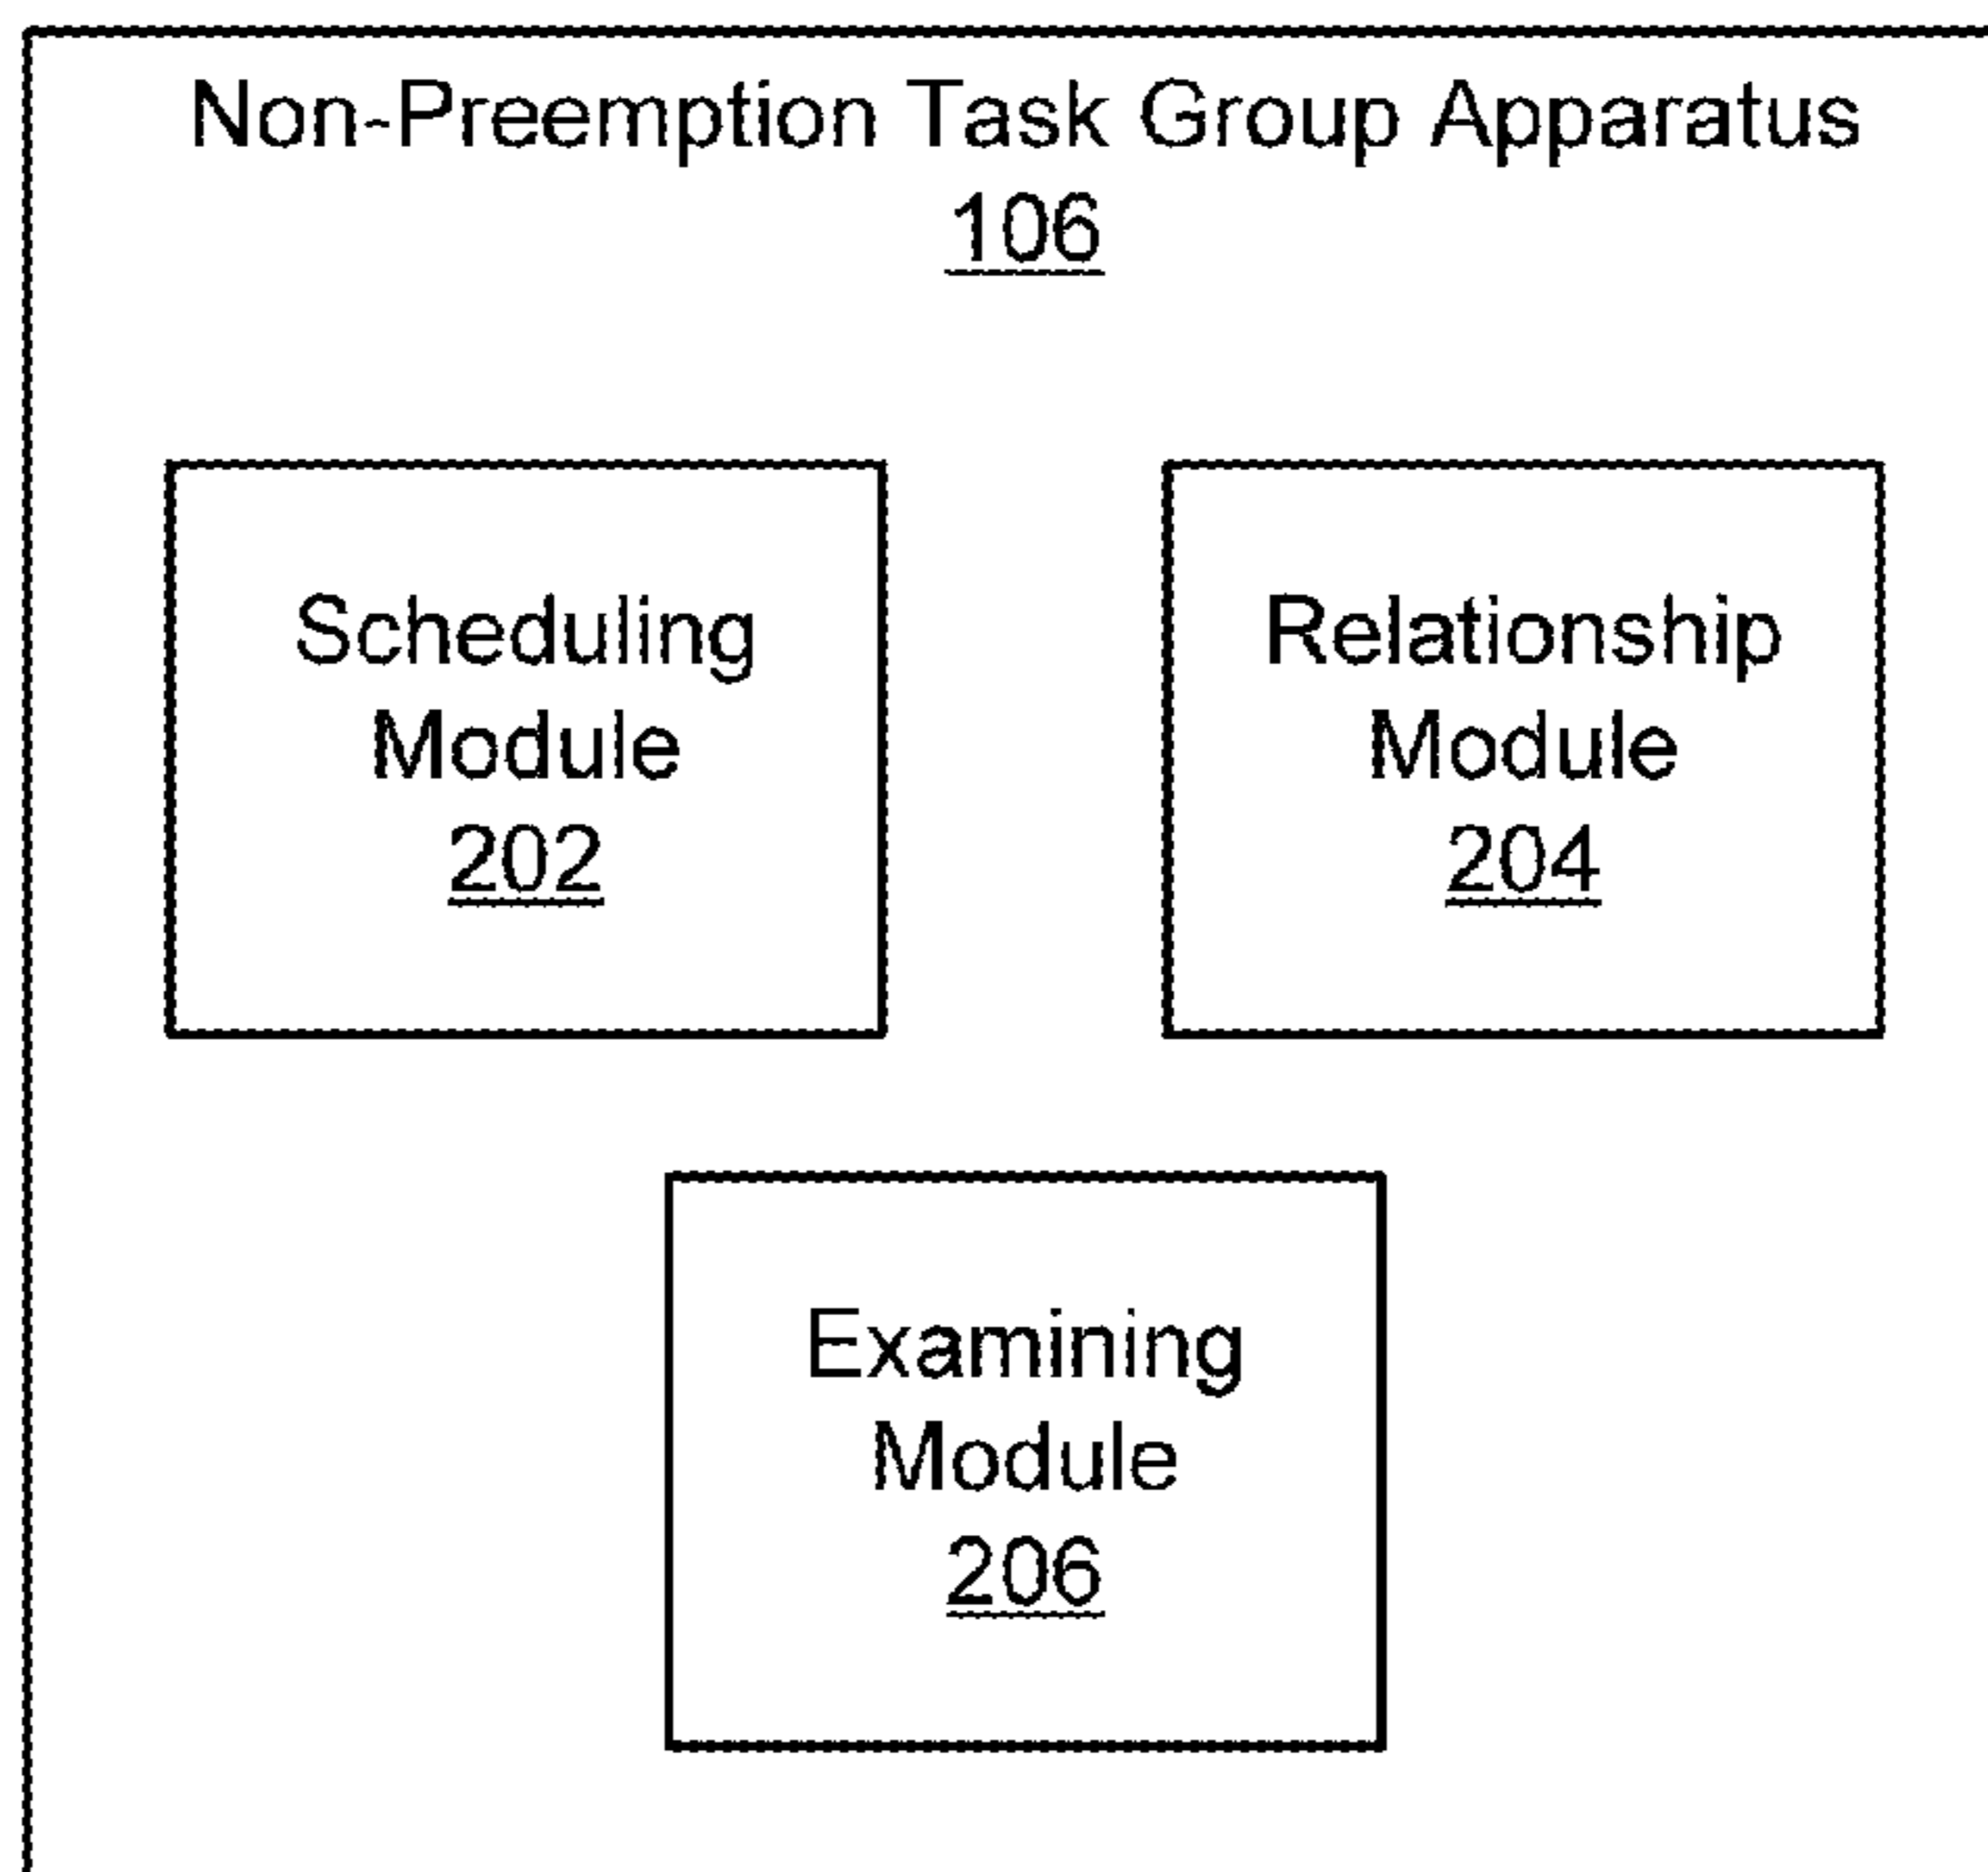 Non-Preemption Task Group Apparatus
106
Scheduling
Module
202
Relationship
Module
204
Examining
Module
206